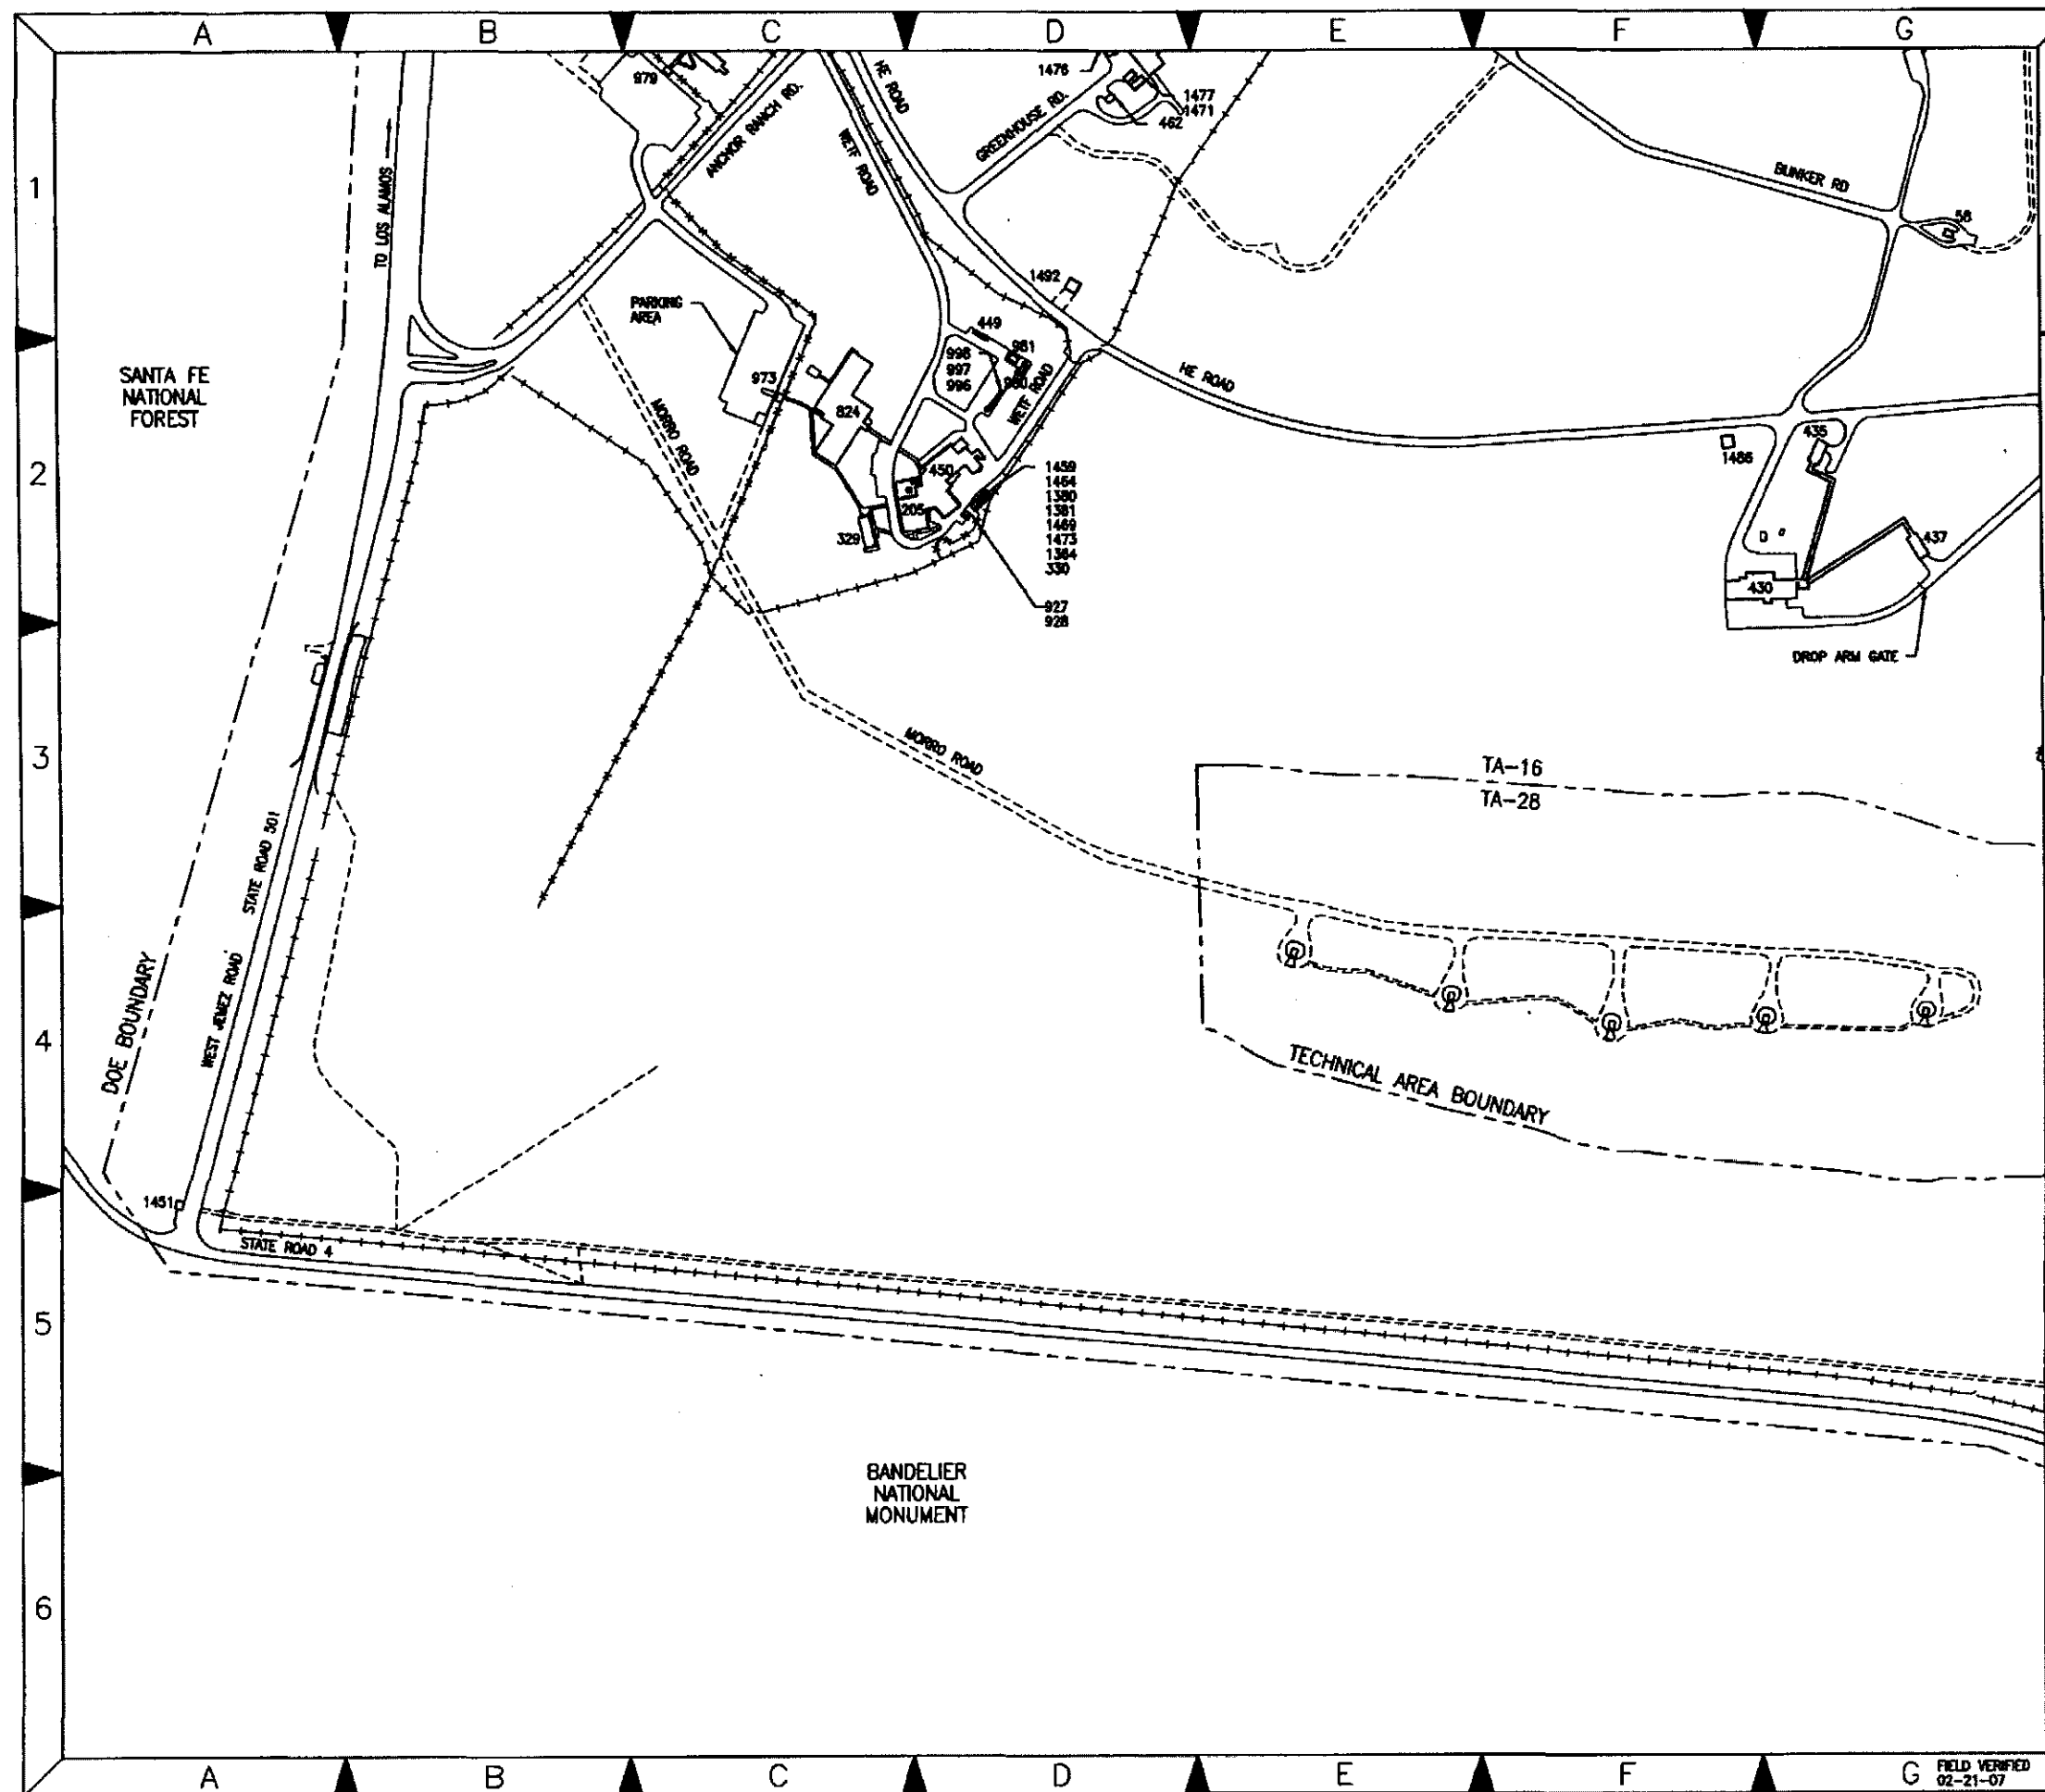 A B C D E F G
979
ANCHOR RANCH RD.
HE ROAD
WETF ROAD
1476
GREENHOUSE RD.
1477
1471
462
TO LOS ALAMOS
1
BUNKER RD
58
PARKING
AREA
1492
449
981
998
997
996
980
WETF ROAD
HE ROAD
SANTA FE
NATIONAL
FOREST
973
824
MORRO ROAD
2
450
205
329
1459
1464
1380
1381
1469
1473
1384
330
927
928
435
1486
437
430
DROP ARM GATE
3
MORRO ROAD
TA-16
TA-28
STATE ROAD 501
WEST JEMEZ ROAD
DOE BOUNDARY
4
TECHNICAL AREA BOUNDARY
1451
STATE ROAD 4
5
BANDELIER
NATIONAL
MONUMENT
6
A B C D E F G
FIELD VERIFIED
02-21-07